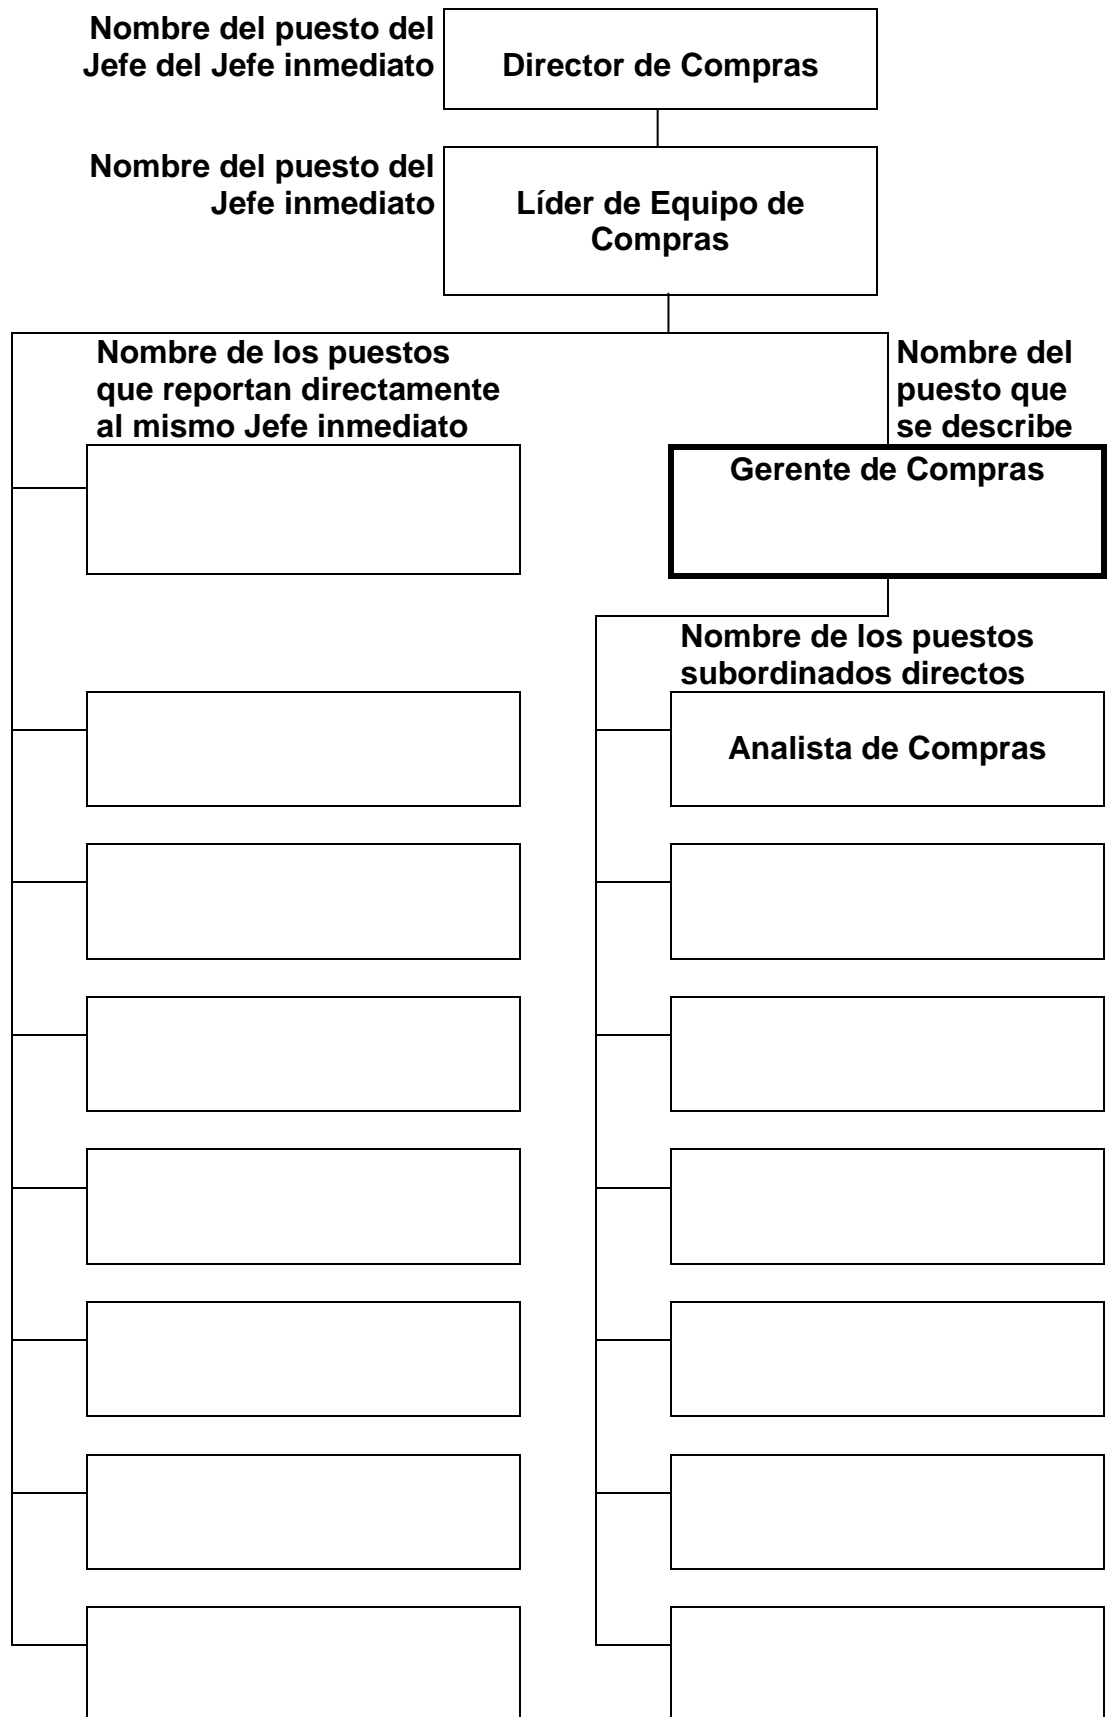 Nombre del puesto del
Jefe del Jefe inmediato
Director de Compras
Nombre del puesto del
Jefe inmediato
Líder de Equipo de
Compras
Nombre de los puestos
que reportan directamente
al mismo Jefe inmediato
Nombre del
puesto que
se describe
Gerente de Compras
Nombre de los puestos
subordinados directos
Analista de Compras